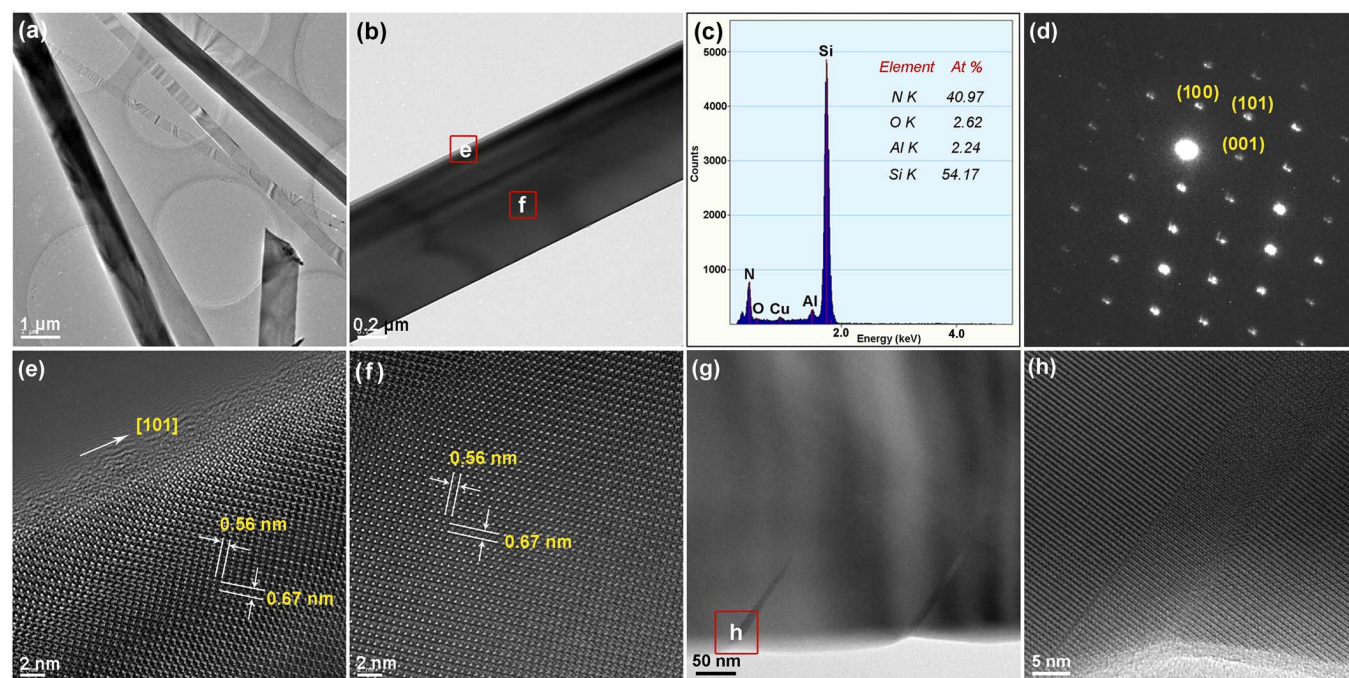 (a)
1 µm
(b)
e
f
0.2 µm
(c)
Counts
5000
4000
3000
2000
1000
Si
N
O
Cu
Al
Element At %
N K 40.97
O K 2.62
Al K 2.24
Si K 54.17
2.0
4.0
Energy (keV)
(d)
(100)
(101)
(001)
(e)
[101]
0.56 nm
0.67 nm
2 nm
(f)
0.56 nm
0.67 nm
2 nm
(g)
h
50 nm
(h)
5 nm